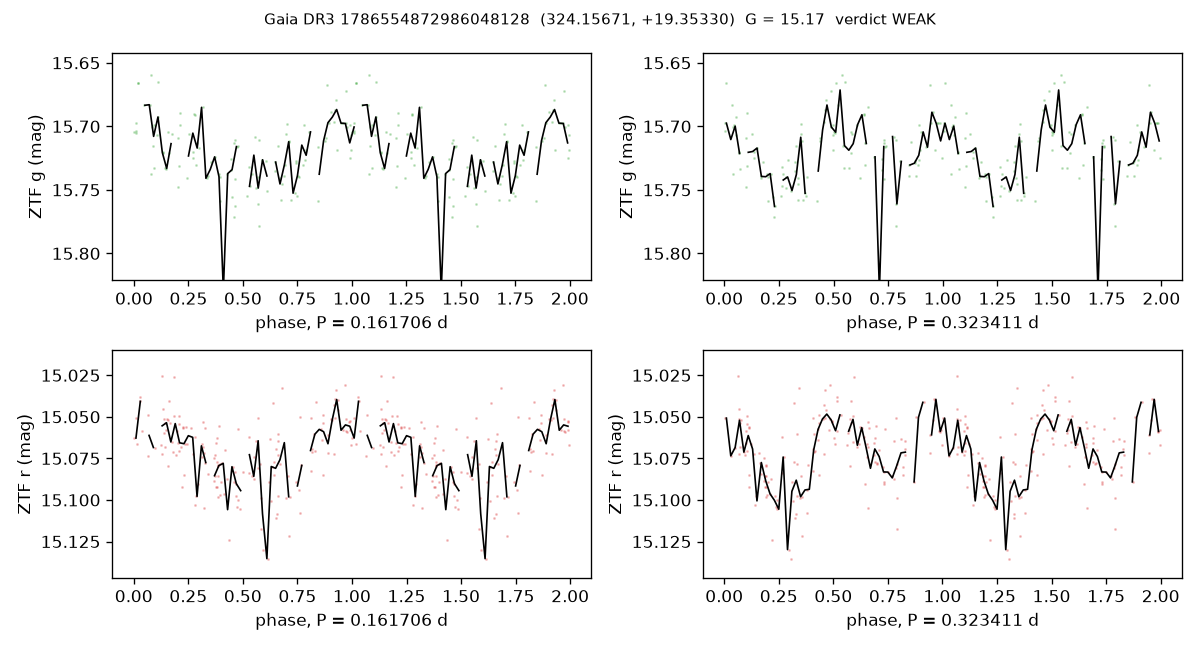 Gaia DR3 1786554872986048128 (324.15671, +19.35330) G = 15.17 verdict WEAK
ZTF g (mag)
15.65
15.70
15.75
15.80
0.00 0.25 0.50 0.75 1.00 1.25 1.50 1.75 2.00
phase, P = 0.161706 d
ZTF g (mag)
15.65
15.70
15.75
15.80
0.00 0.25 0.50 0.75 1.00 1.25 1.50 1.75 2.00
phase, P = 0.323411 d
ZTF r (mag)
15.025
15.050
15.075
15.100
15.125
0.00 0.25 0.50 0.75 1.00 1.25 1.50 1.75 2.00
phase, P = 0.161706 d
ZTF r (mag)
15.025
15.050
15.075
15.100
15.125
0.00 0.25 0.50 0.75 1.00 1.25 1.50 1.75 2.00
phase, P = 0.323411 d